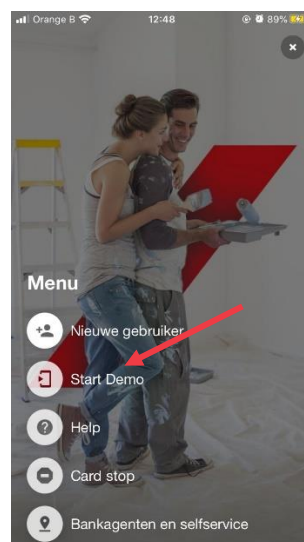 Orange B 12:48 89%
Menu
Nieuwe gebruiker
Start Demo
Help
Card stop
Bankagenten en selfservice